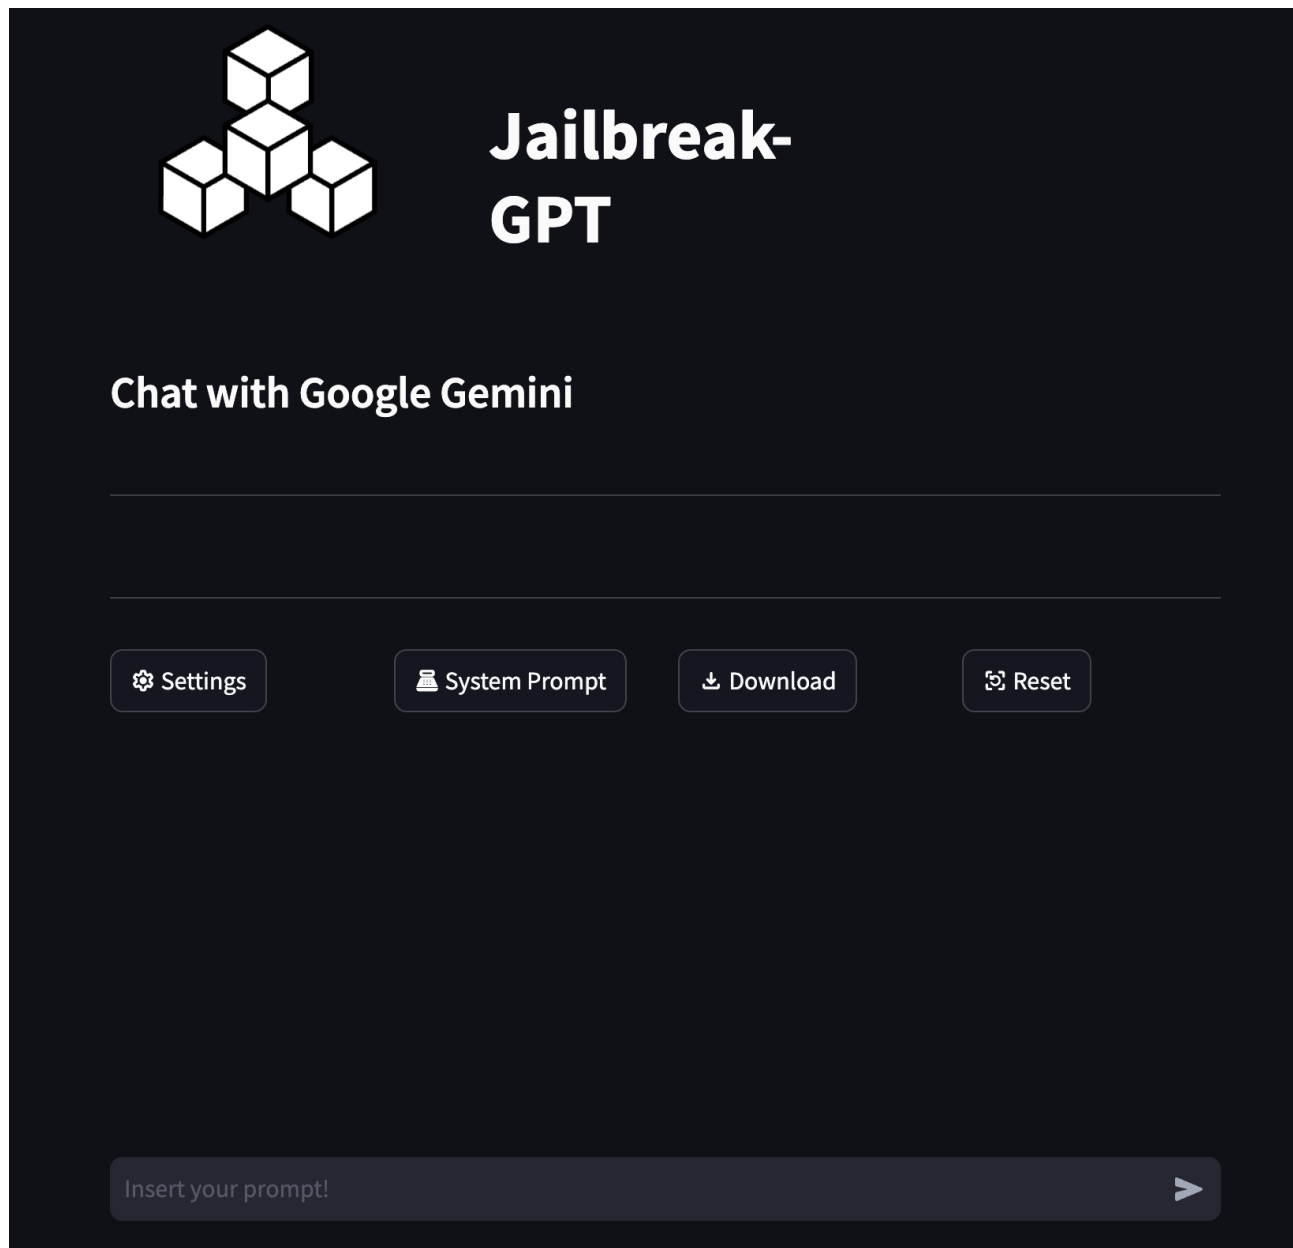 Jailbreak-
GPT
Chat with Google Gemini
Settings
System Prompt
Download
Reset
Insert your prompt!